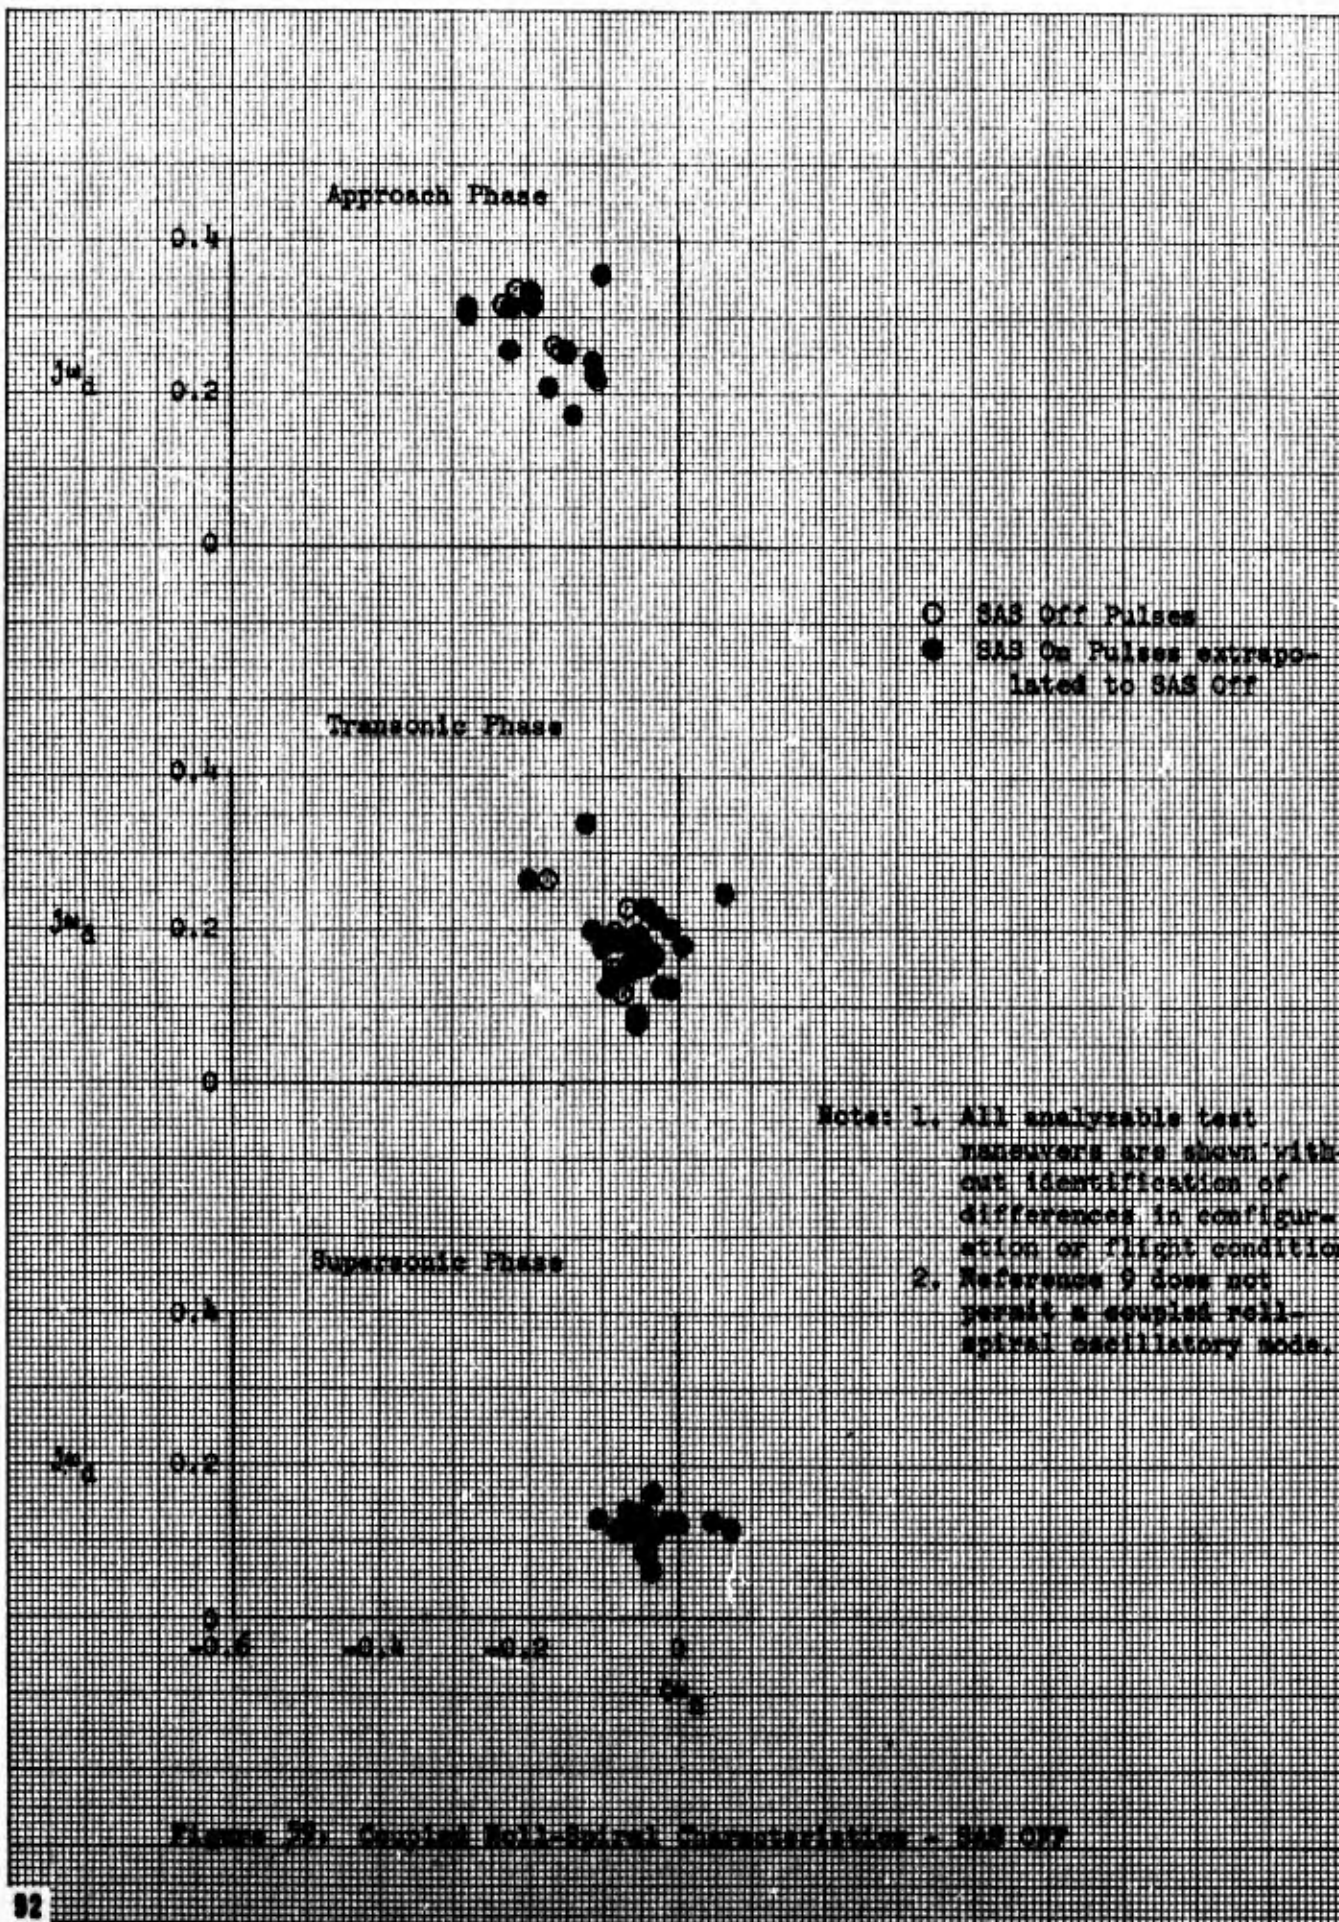 Approach Phase
0.4
jω_d
0.2
0
O SAS Off Pulses
● SAS On Pulses extrapo-
lated to SAS Off
Transonic Phase
0.4
jω_d
0.2
0
Note: 1. All analyzable test
maneuvers are shown with-
out identification of
differences in configur-
ation or flight condition
2. Reference 9 does not
permit a coupled roll-
spiral oscillatory mode.
Supersonic Phase
0.4
jω_d
0.2
0
-0.6 -0.4 -0.2 0
Figure 39. Coupled Roll-Spiral Characteristics - SAS OFF
92